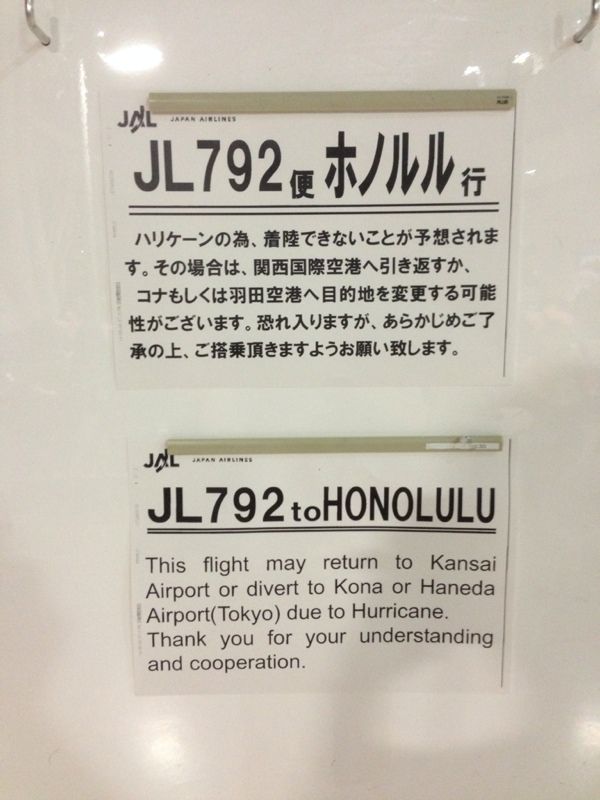 JAL JAPAN AIRLINES
JL792便 ホノルル 行
ハリケーンの為、着陸できないことが予想されま
す。その場合は、関西国際空港へ引き返すか、
コナもしくは羽田空港へ目的地を変更する可能
性がございます。恐れ入りますが、あらかじめご了
承の上、ご搭乗頂きますようお願い致します。
JAL JAPAN AIRLINES
JL792 to HONOLULU
This flight may return to Kansai
Airport or divert to Kona or Haneda
Airport(Tokyo) due to Hurricane.
Thank you for your understanding
and cooperation.